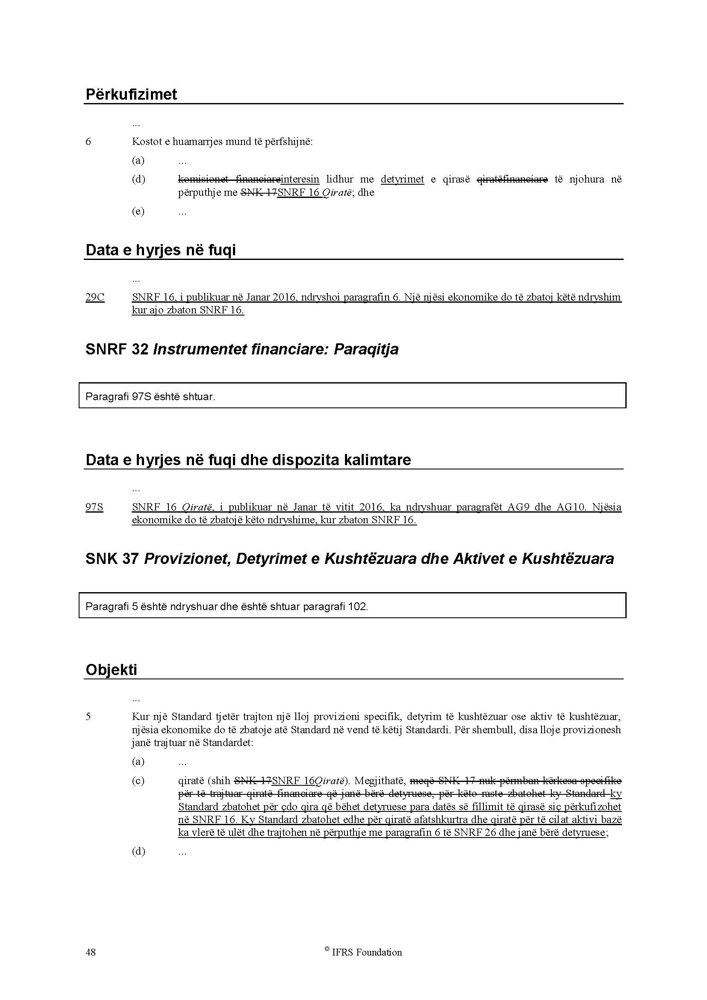 Përkufizimet
...
6 Kostot e huamarrjes mund të përfshijnë:
(a) ...
(d) komisionet financiareinteresin lidhur me detyrimet e qirasë qiratëfinanciare të njohura në
përputhje me SNK 17SNRF 16 Qiratë; dhe
(e) ...
Data e hyrjes në fuqi
...
29C SNRF 16, i publikuar në Janar 2016, ndryshoi paragrafin 6. Një njësi ekonomike do të zbatoj këtë ndryshim
kur ajo zbaton SNRF 16.
SNRF 32 Instrumentet financiare: Paraqitja
Paragrafi 97S është shtuar.
Data e hyrjes në fuqi dhe dispozita kalimtare
...
97S SNRF 16 Qiratë, i publikuar në Janar të vitit 2016, ka ndryshuar paragrafët AG9 dhe AG10. Njësia
ekonomike do të zbatojë këto ndryshime, kur zbaton SNRF 16.
SNK 37 Provizionet, Detyrimet e Kushtëzuara dhe Aktivet e Kushtëzuara
Paragrafi 5 është ndryshuar dhe është shtuar paragrafi 102.
Objekti
...
5 Kur një Standard tjetër trajton një lloj provizioni specifik, detyrim të kushtëzuar ose aktiv të kushtëzuar,
njësia ekonomike do të zbatoje atë Standard në vend të këtij Standardi. Për shembull, disa lloje provizionesh
janë trajtuar në Standardet:
(a) ...
(c) qiratë (shih SNK 17SNRF 16Qiratë). Megjithatë, meqë SNK 17 nuk përmban kërkesa specifike
për të trajtuar qiratë financiare që janë bërë detyruese, për këto raste zbatohet ky Standard ky
Standard zbatohet për çdo qira që bëhet detyruese para datës së fillimit të qirasë siç përkufizohet
në SNRF 16. Ky Standard zbatohet edhe për qiratë afatshkurtra dhe qiratë për të cilat aktivi bazë
ka vlerë të ulët dhe trajtohen në përputhje me paragrafin 6 të SNRF 26 dhe janë bërë detyruese;
(d) ...
48 © IFRS Foundation